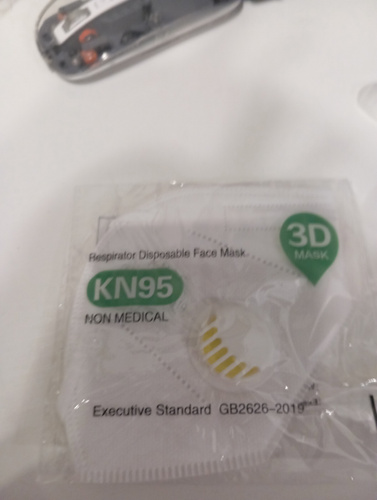 3D
MASK
Respirator Disposable Face Mask
KN95
NON MEDICAL
Executive Standard GB2626-2019